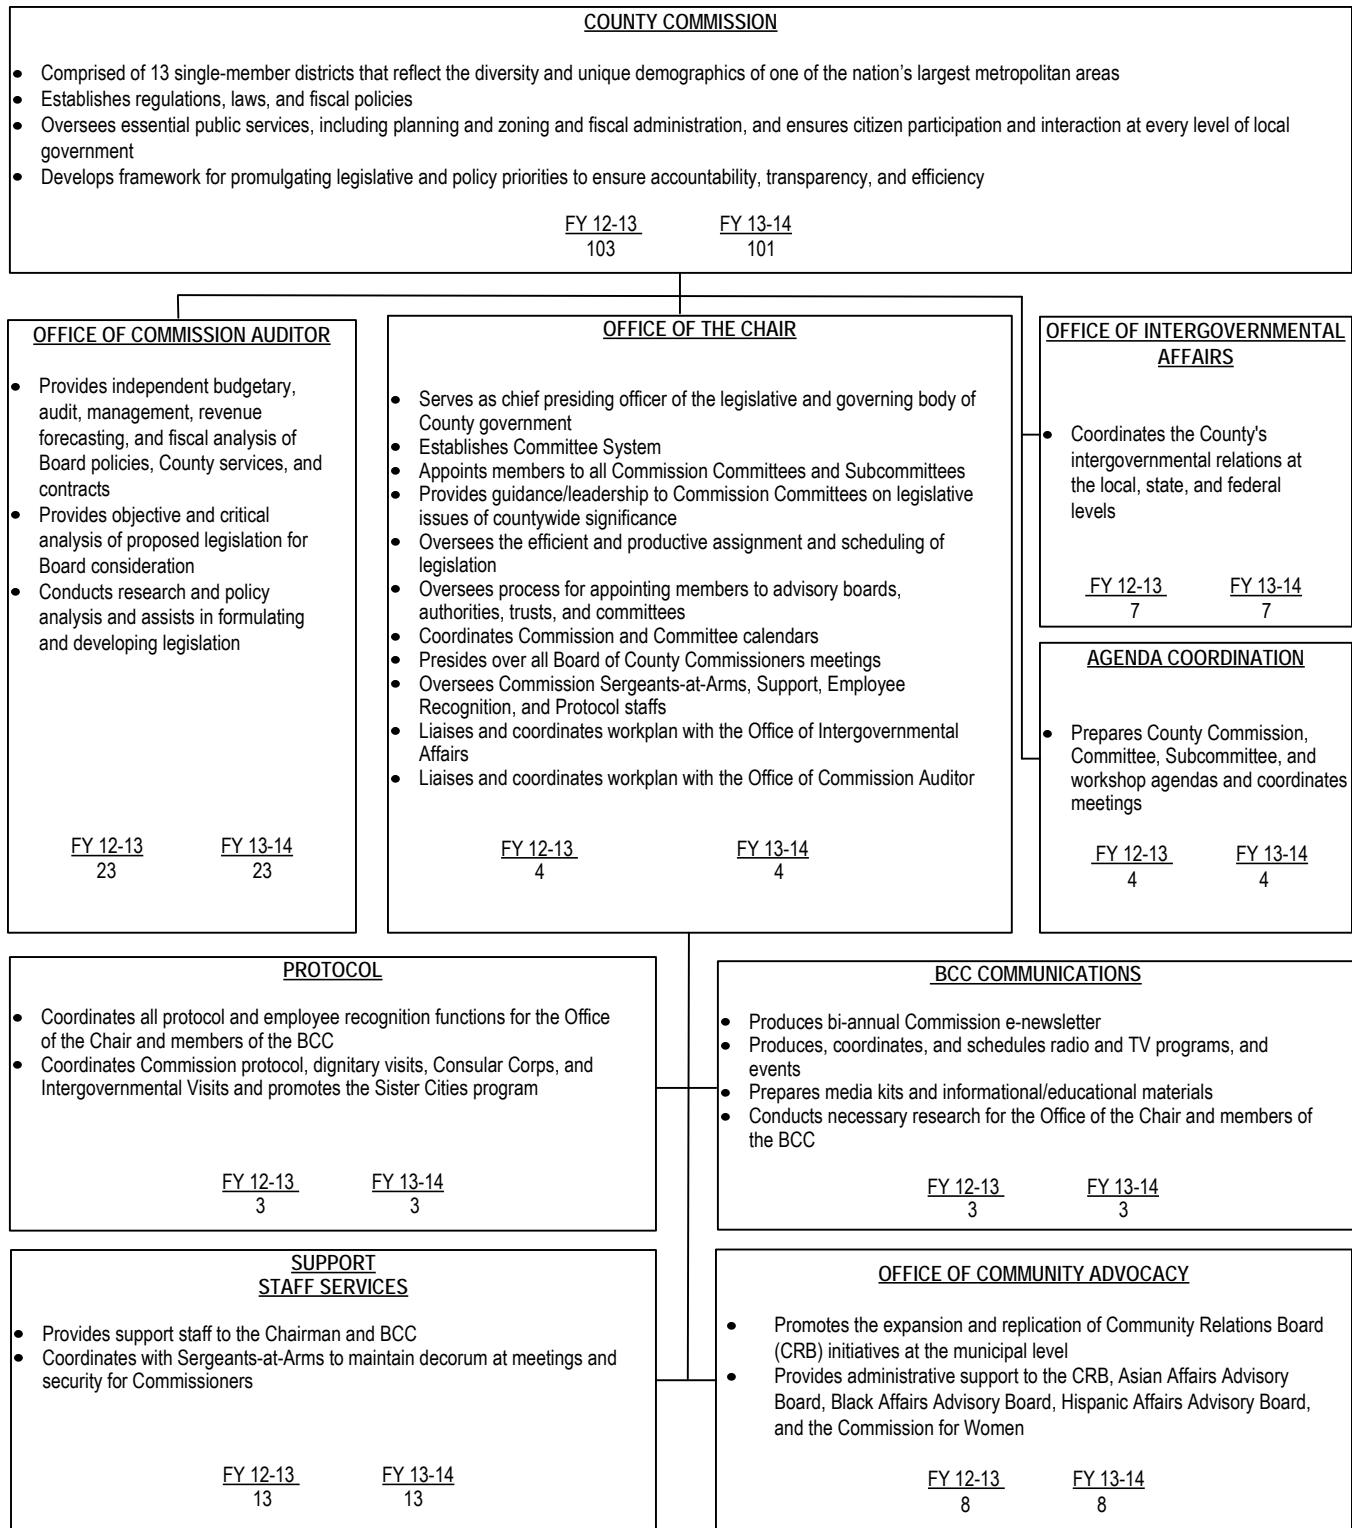 COUNTY COMMISSION
• Comprised of 13 single-member districts that reflect the diversity and unique demographics of one of the nation's largest metropolitan areas
• Establishes regulations, laws, and fiscal policies
• Oversees essential public services, including planning and zoning and fiscal administration, and ensures citizen participation and interaction at every level of local
government
• Develops framework for promulgating legislative and policy priorities to ensure accountability, transparency, and efficiency
FY 12-13 FY 13-14
103 101
OFFICE OF COMMISSION AUDITOR
• Provides independent budgetary,
audit, management, revenue
forecasting, and fiscal analysis of
Board policies, County services, and
contracts
• Provides objective and critical
analysis of proposed legislation for
Board consideration
• Conducts research and policy
analysis and assists in formulating
and developing legislation
FY 12-13 FY 13-14
23 23
OFFICE OF THE CHAIR
• Serves as chief presiding officer of the legislative and governing body of
County government
• Establishes Committee System
• Appoints members to all Commission Committees and Subcommittees
• Provides guidance/leadership to Commission Committees on legislative
issues of countywide significance
• Oversees the efficient and productive assignment and scheduling of
legislation
• Oversees process for appointing members to advisory boards,
authorities, trusts, and committees
• Coordinates Commission and Committee calendars
• Presides over all Board of County Commissioners meetings
• Oversees Commission Sergeants-at-Arms, Support, Employee
Recognition, and Protocol staffs
• Liaises and coordinates workplan with the Office of Intergovernmental
Affairs
• Liaises and coordinates workplan with the Office of Commission Auditor
FY 12-13 FY 13-14
4 4
OFFICE OF INTERGOVERNMENTAL
AFFAIRS
• Coordinates the County's
intergovernmental relations at
the local, state, and federal
levels
FY 12-13 FY 13-14
7 7
AGENDA COORDINATION
• Prepares County Commission,
Committee, Subcommittee, and
workshop agendas and coordinates
meetings
FY 12-13 FY 13-14
4 4
PROTOCOL
• Coordinates all protocol and employee recognition functions for the Office
of the Chair and members of the BCC
• Coordinates Commission protocol, dignitary visits, Consular Corps, and
Intergovernmental Visits and promotes the Sister Cities program
FY 12-13 FY 13-14
3 3
BCC COMMUNICATIONS
• Produces bi-annual Commission e-newsletter
• Produces, coordinates, and schedules radio and TV programs, and
events
• Prepares media kits and informational/educational materials
• Conducts necessary research for the Office of the Chair and members of
the BCC
FY 12-13 FY 13-14
3 3
SUPPORT
STAFF SERVICES
• Provides support staff to the Chairman and BCC
• Coordinates with Sergeants-at-Arms to maintain decorum at meetings and
security for Commissioners
FY 12-13 FY 13-14
13 13
OFFICE OF COMMUNITY ADVOCACY
• Promotes the expansion and replication of Community Relations Board
(CRB) initiatives at the municipal level
• Provides administrative support to the CRB, Asian Affairs Advisory
Board, Black Affairs Advisory Board, Hispanic Affairs Advisory Board,
and the Commission for Women
FY 12-13 FY 13-14
8 8